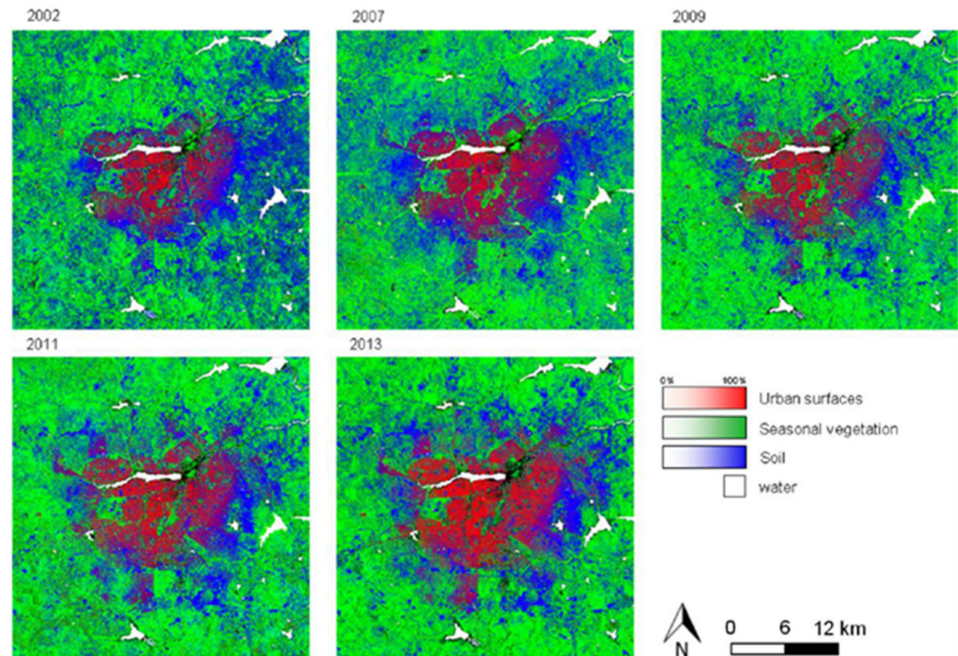 2002
2007
2009
2011
2013
0% 100%
Urban surfaces
Seasonal vegetation
Soil
water
N
0 6 12 km